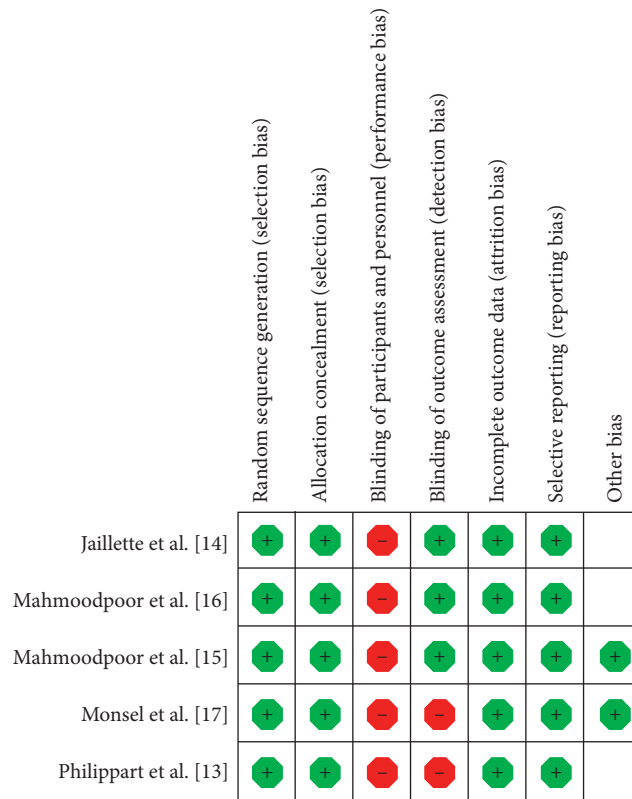 Random sequence generation (selection bias)
Allocation concealment (selection bias)
Blinding of participants and personnel (performance bias)
Blinding of outcome assessment (detection bias)
Incomplete outcome data (attrition bias)
Selective reporting (reporting bias)
Other bias
Jaillette et al. [14] + + – + + +
Mahmoodpoor et al. [16] + + – + + +
Mahmoodpoor et al. [15] + + – + + + +
Monsel et al. [17] + + – – + + +
Philippart et al. [13] + + – – + +